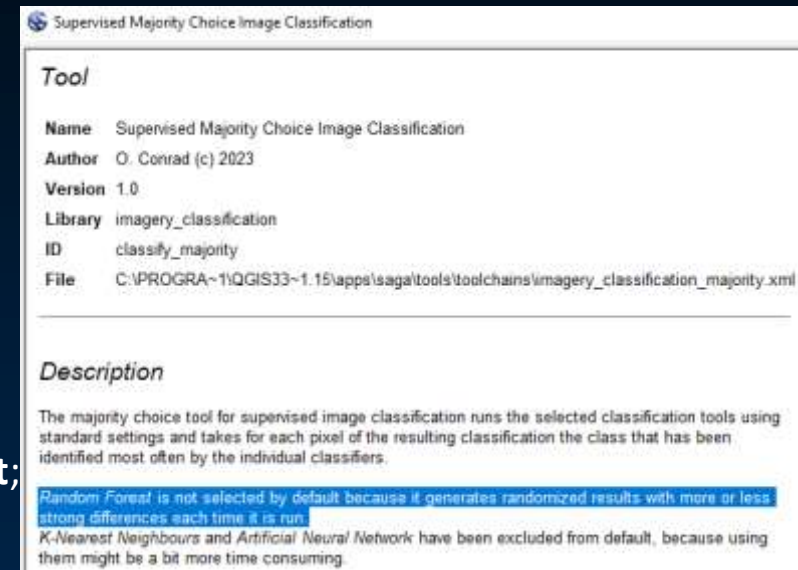 Supervised Majority Choice Image Classification
Tool
Name Supervised Majority Choice Image Classification
Author O. Conrad (c) 2023
Version 1.0
Library imagery_classification
ID classify_majority
File C:\PROGRA~1\QGIS33~1.15\apps\saga\tools\toolchains\imagery_classification_majority.xml
Description
The majority choice tool for supervised image classification runs the selected classification tools using
standard settings and takes for each pixel of the resulting classification the class that has been
identified most often by the individual classifiers.
t;
Random Forest is not selected by default because it generates randomized results with more or less
strong differences each time it is run.
K-Nearest Neighbours and Artificial Neural Network have been excluded from default, because using
them might be a bit more time consuming.